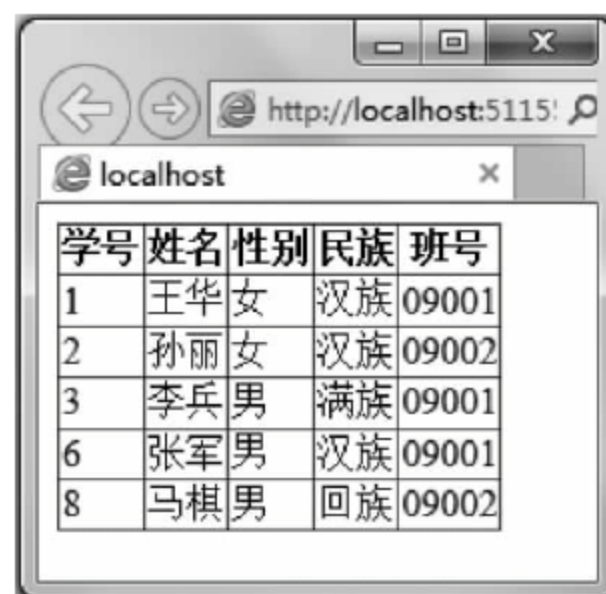 http://localhost:5115
localhost
学号 姓名 性别 民族 班号
1 王华 女 汉族 09001
2 孙丽 女 汉族 09002
3 李兵 男 满族 09001
6 张军 男 汉族 09001
8 马棋 男 回族 09002